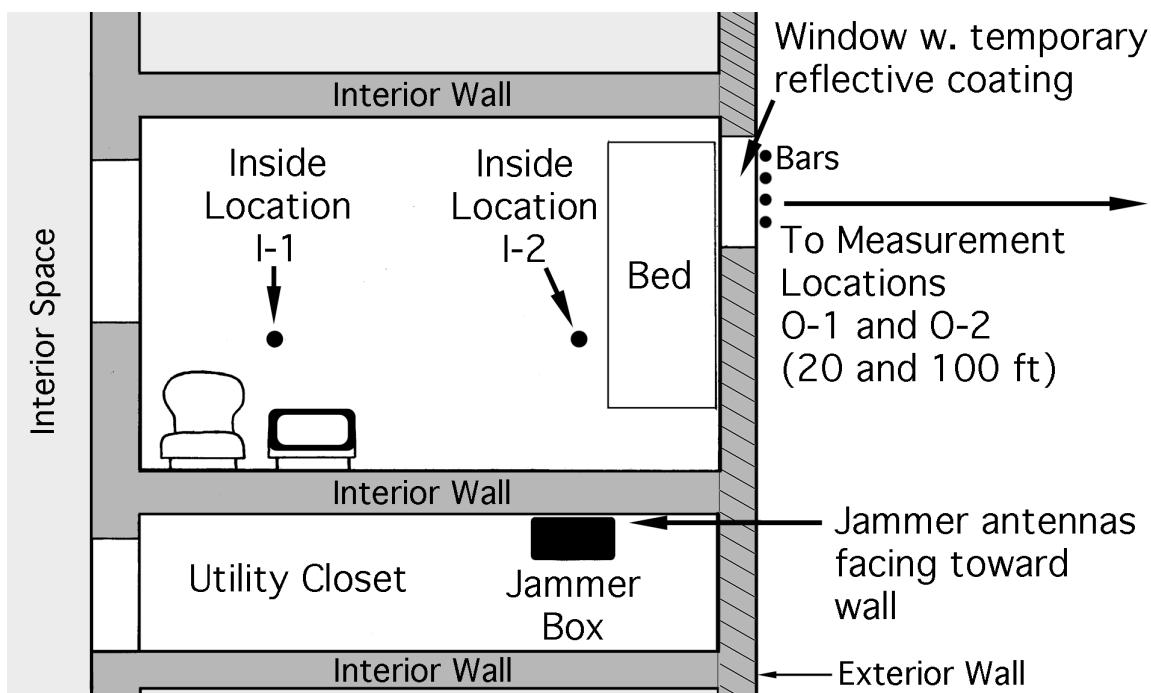 Window w. temporary
reflective coating
Interior Wall
Inside
Location
I-1
Inside
Location
I-2
Bars
To Measurement
Locations
O-1 and O-2
(20 and 100 ft)
Bed
Interior Space
Interior Wall
Jammer antennas
facing toward
wall
Utility Closet
Jammer
Box
Interior Wall
Exterior Wall